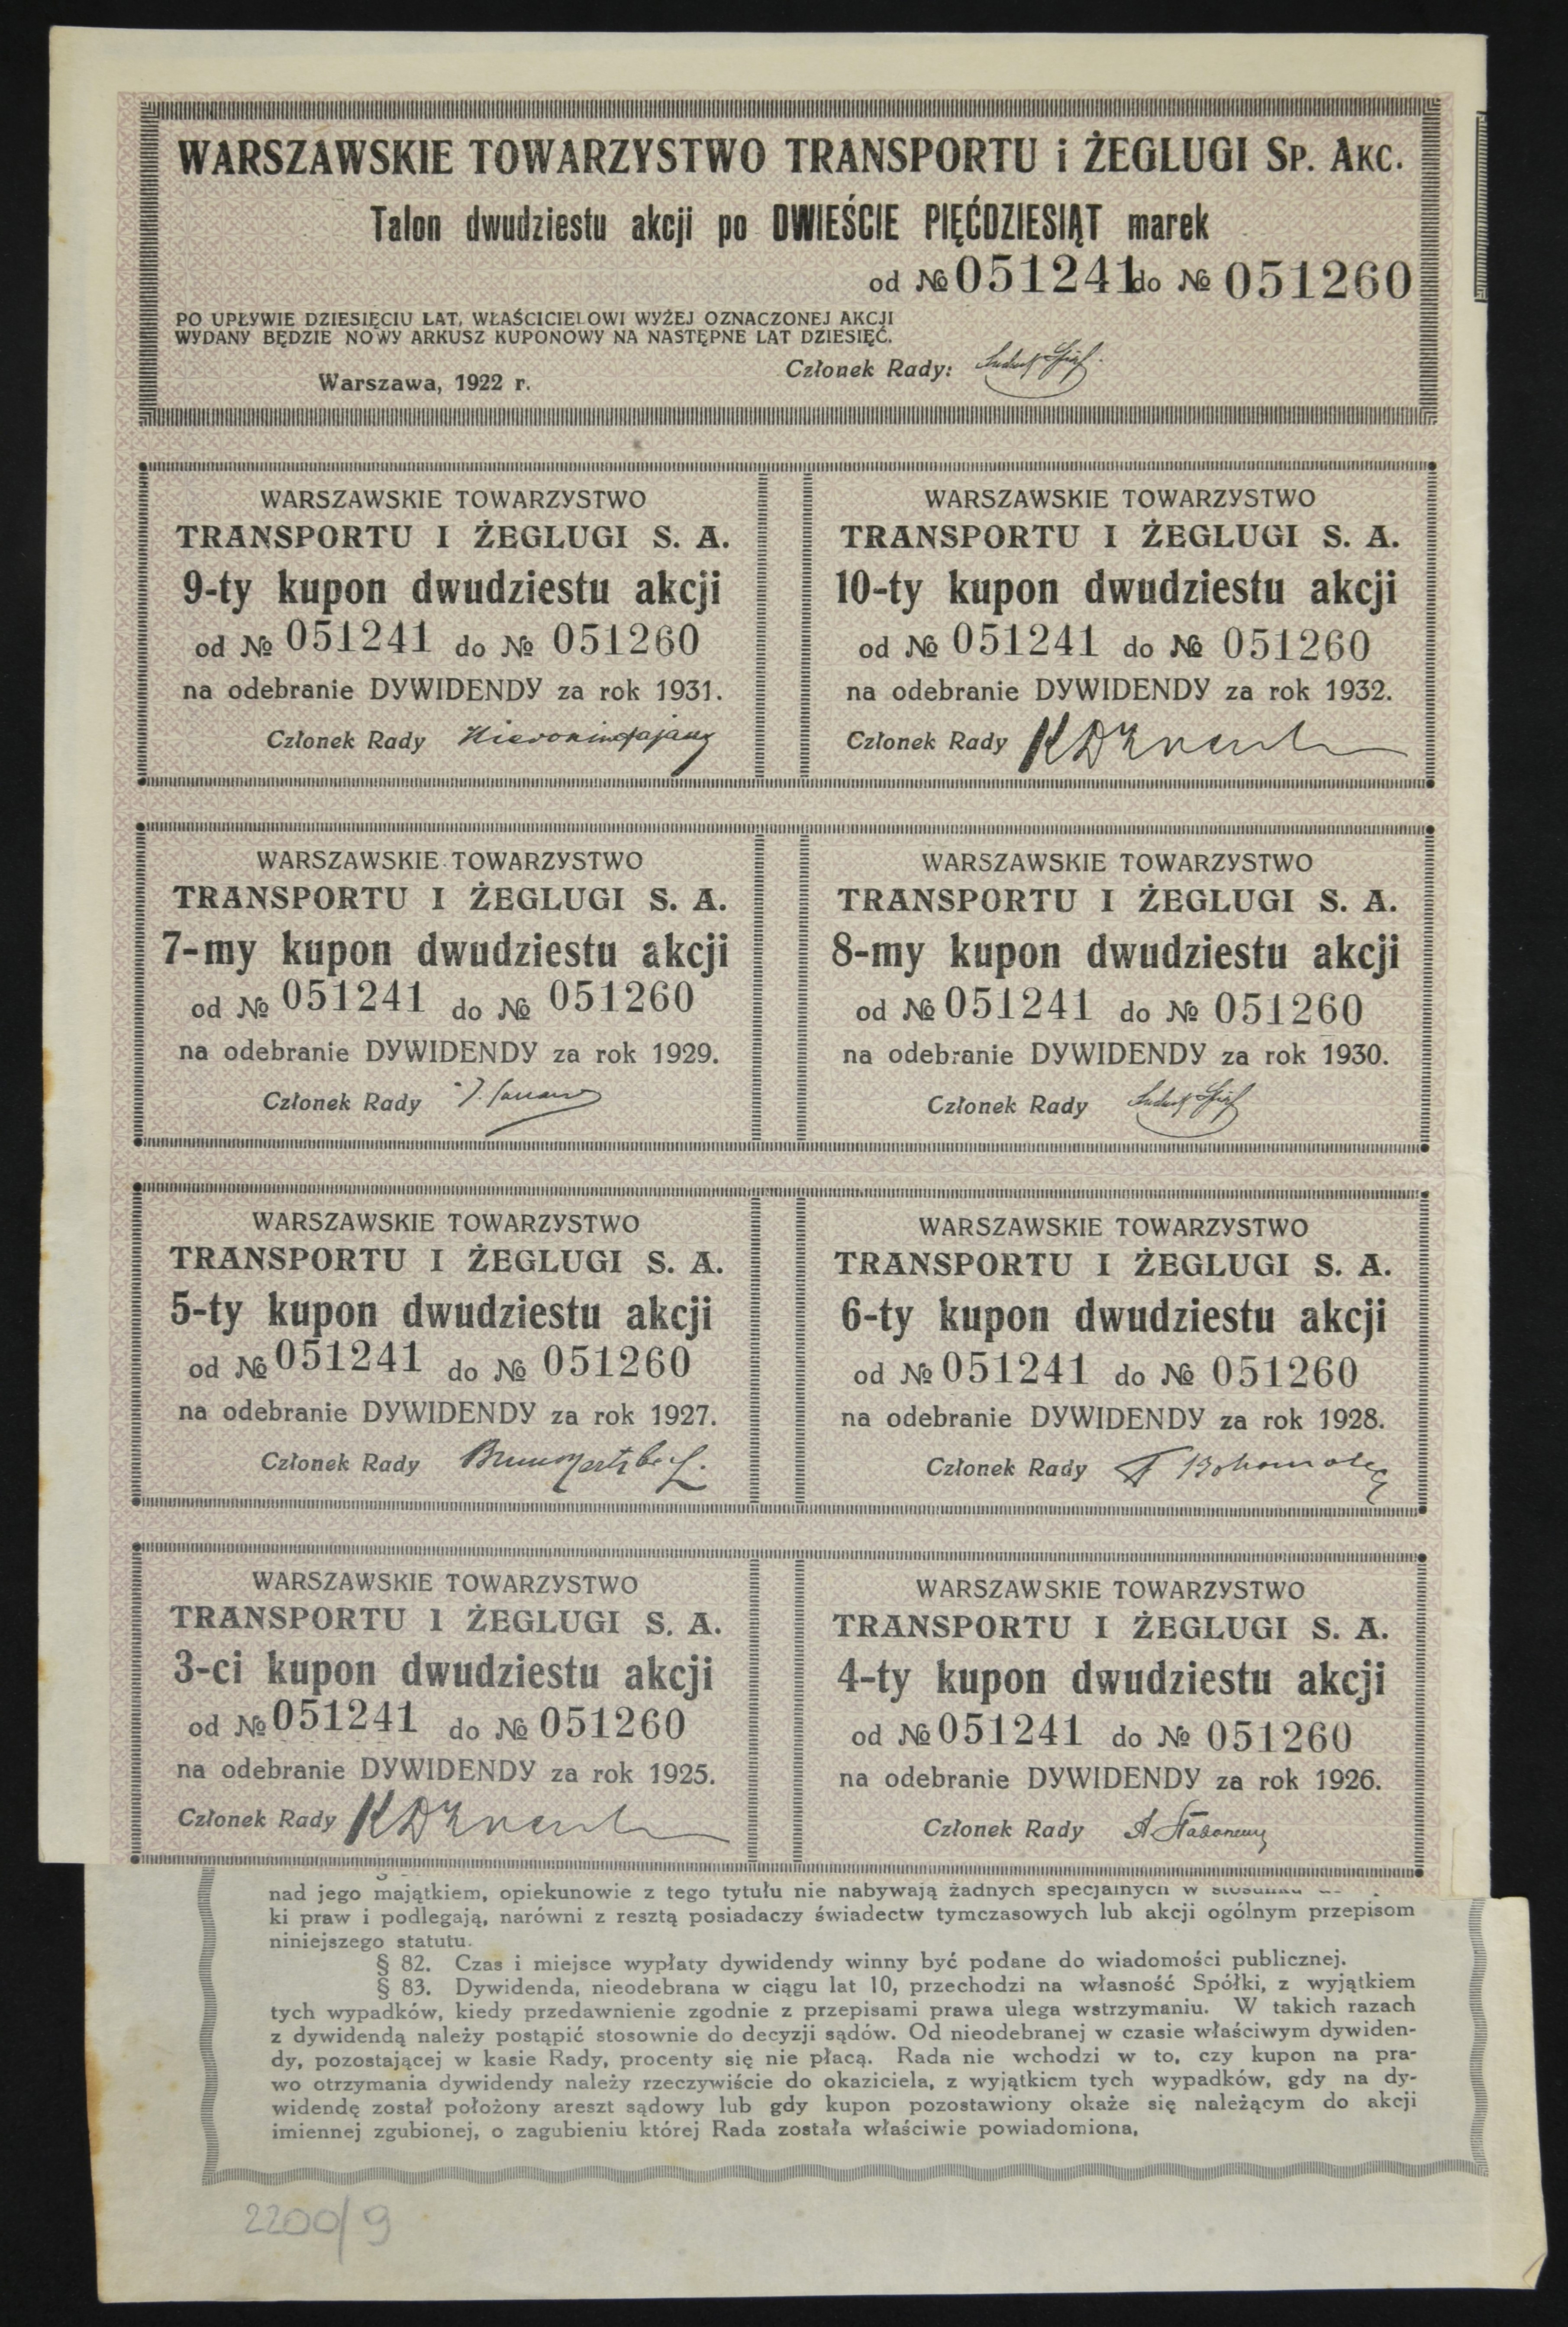 WARSZAWSKIE TOWARZYSTWO TRANSPORTU i ŻEGLUGI SP. AKC.
Talon dwudziestu akcji po DWIEŚCIE PIĘĆDZIESIĄT marek
od № 051241 do № 051260
PO UPŁYWIE DZIESIĘCIU LAT, WŁAŚCICIELOWI WYŻEJ OZNACZONEJ AKCJI
WYDANY BĘDZIE NOWY ARKUSZ KUPONOWY NA NASTĘPNE LAT DZIESIĘĆ.
Członek Rady:
Warszawa, 1922 r.
WARSZAWSKIE TOWARZYSTWO
TRANSPORTU I ŻEGLUGI S. A.
9-ty kupon dwudziestu akcji
od № 051241 do № 051260
na odebranie DYWIDENDY za rok 1931.
Członek Rady
WARSZAWSKIE TOWARZYSTWO
TRANSPORTU I ŻEGLUGI S. A.
10-ty kupon dwudziestu akcji
od № 051241 do № 051260
na odebranie DYWIDENDY za rok 1932.
Członek Rady
WARSZAWSKIE TOWARZYSTWO
TRANSPORTU I ŻEGLUGI S. A.
7-my kupon dwudziestu akcji
od № 051241 do № 051260
na odebranie DYWIDENDY za rok 1929.
Członek Rady
WARSZAWSKIE TOWARZYSTWO
TRANSPORTU I ŻEGLUGI S. A.
8-my kupon dwudziestu akcji
od № 051241 do № 051260
na odebranie DYWIDENDY za rok 1930.
Członek Rady
WARSZAWSKIE TOWARZYSTWO
TRANSPORTU I ŻEGLUGI S. A.
5-ty kupon dwudziestu akcji
od № 051241 do № 051260
na odebranie DYWIDENDY za rok 1927.
Członek Rady
WARSZAWSKIE TOWARZYSTWO
TRANSPORTU I ŻEGLUGI S. A.
6-ty kupon dwudziestu akcji
od № 051241 do № 051260
na odebranie DYWIDENDY za rok 1928.
Członek Rady
WARSZAWSKIE TOWARZYSTWO
TRANSPORTU I ŻEGLUGI S. A.
3-ci kupon dwudziestu akcji
od № 051241 do № 051260
na odebranie DYWIDENDY za rok 1925.
Członek Rady
WARSZAWSKIE TOWARZYSTWO
TRANSPORTU I ŻEGLUGI S. A.
4-ty kupon dwudziestu akcji
od № 051241 do № 051260
na odebranie DYWIDENDY za rok 1926.
Członek Rady
nad jego majątkiem, opiekunowie z tego tytułu nie nabywają żadnych specjalnych w stosunku
ki praw i podlegają, narówni z resztą posiadaczy świadectw tymczasowych lub akcji ogólnym przepisom
niniejszego statutu.
§ 82. Czas i miejsce wypłaty dywidendy winny być podane do wiadomości publicznej.
§ 83. Dywidenda, nieodebrana w ciągu lat 10, przechodzi na własność Spółki, z wyjątkiem
tych wypadków, kiedy przedawnienie zgodnie z przepisami prawa ulega wstrzymaniu. W takich razach
z dywidendą należy postąpić stosownie do decyzji sądów. Od nieodebranej w czasie właściwym dywiden-
dy, pozostającej w kasie Rady, procenty się nie płacą. Rada nie wchodzi w to, czy kupon na pra-
wo otrzymania dywidendy należy rzeczywiście do okaziciela, z wyjątkiem tych wypadków, gdy na dy-
widendę został położony areszt sądowy lub gdy kupon pozostawiony okaże się należącym do akcji
imiennej zgubionej, o zagubieniu której Rada została właściwie powiadomiona,
2200/9